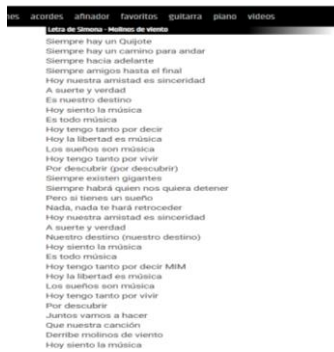 nes acordes afinador favoritos guitarra piano videos
Letra de Simona - Molinos de viento
Siempre hay un Quijote
Siempre hay un camino para andar
Siempre hacia adelante
Siempre amigos hasta el final
Hoy nuestra amistad es sinceridad
A suerte y verdad
Es nuestro destino
Hoy siento la música
Es todo música
Hoy tengo tanto por decir
Hoy la libertad es música
Los sueños son música
Hoy tengo tanto por vivir
Por descubrir (por descubrir)
Siempre existen gigantes
Siempre habrá quien nos quiera detener
Pero si tienes un sueño
Nada, nada te hará retroceder
Hoy nuestra amistad es sinceridad
A suerte y verdad
Nuestro destino (nuestro destino)
Hoy siento la música
Es todo música
Hoy tengo tanto por decir MIM
Hoy la libertad es música
Los sueños son música
Hoy tengo tanto por vivir
Por descubrir
Juntos vamos a hacer
Que nuestra canción
Derribe molinos de viento
Hoy siento la música